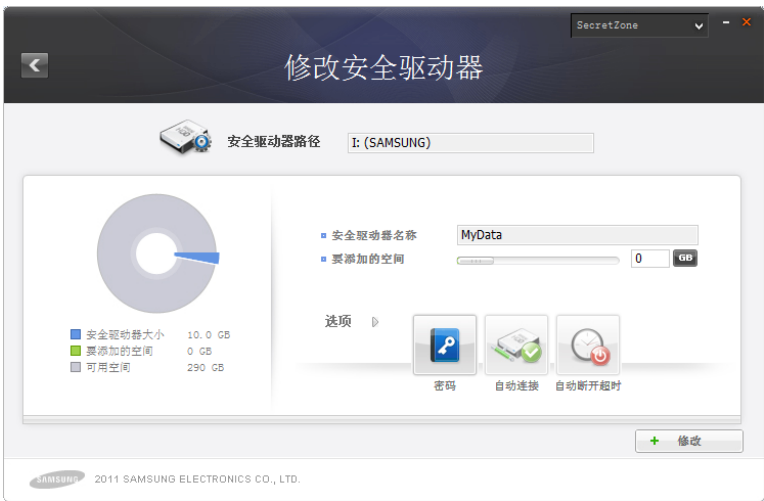 SecretZone
修改安全驱动器
安全驱动器路径 I: (SAMSUNG)
安全驱动器名称 MyData
要添加的空间 0 GB
安全驱动器大小 10.0 GB
要添加的空间 0 GB
可用空间 290 GB
选项
密码 自动连接 自动断开超时
+ 修改
SAMSUNG 2011 SAMSUNG ELECTRONICS CO., LTD.